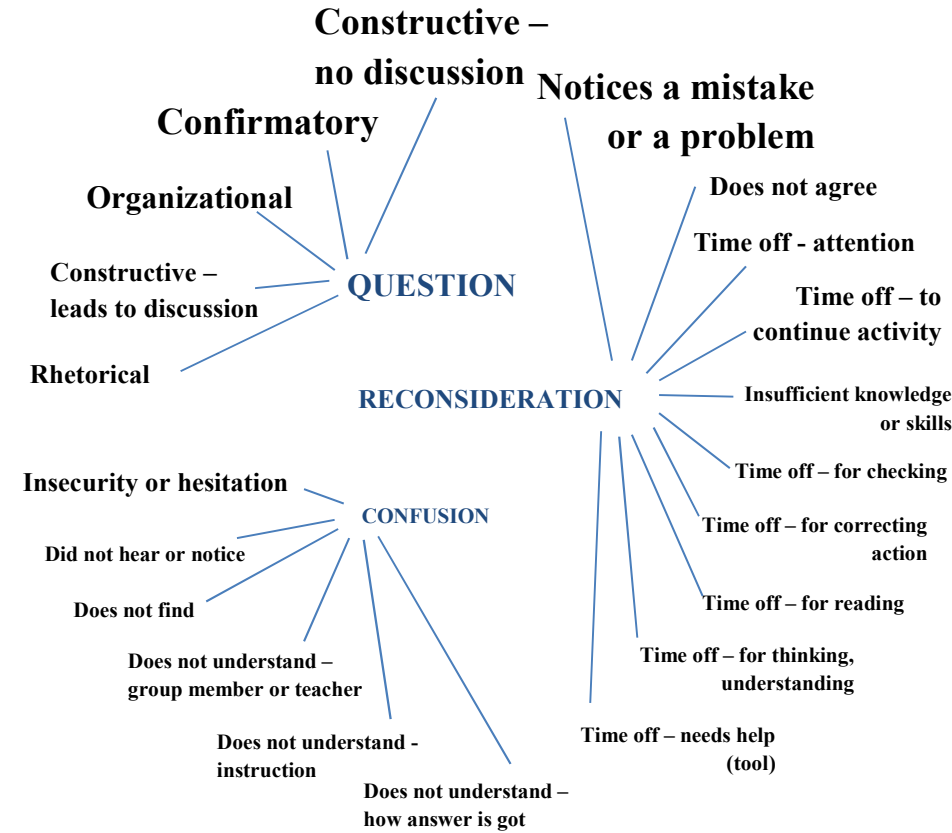 Constructive –
no discussion
Notices a mistake
or a problem
Confirmatory
Does not agree
Organizational
Time off - attention
Constructive –
leads to discussion
QUESTION
Time off – to
continue activity
Rhetorical
RECONSIDERATION
Insufficient knowledge
or skills
Insecurity or hesitation
Time off – for checking
CONFUSION
Time off – for correcting
action
Did not hear or notice
Does not find
Time off – for reading
Does not understand –
group member or teacher
Time off – for thinking,
understanding
Does not understand -
instruction
Time off – needs help
(tool)
Does not understand –
how answer is got